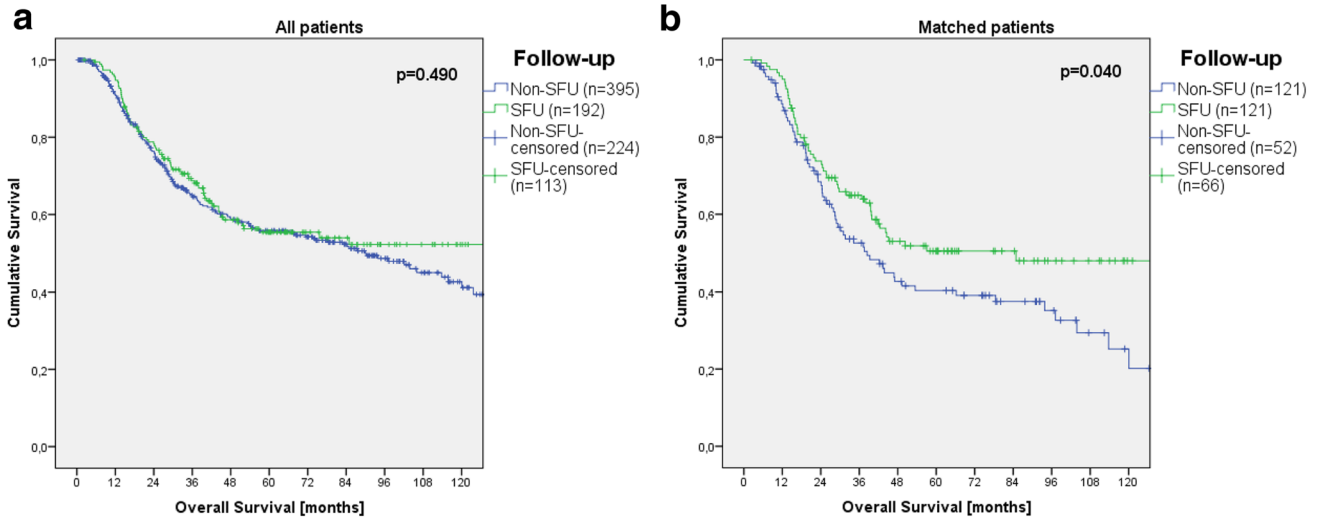 a
All patients
1,0
0,8
0,6
0,4
0,2
0,0
Cumulative Survival
p=0.490
0 12 24 36 48 60 72 84 96 108 120
Overall Survival [months]
Follow-up
Non-SFU (n=395)
SFU (n=192)
Non-SFU-
censored (n=224)
SFU-censored
(n=113)
b
Matched patients
1,0
0,8
0,6
0,4
0,2
0,0
Cumulative Survival
p=0.040
0 12 24 36 48 60 72 84 96 108 120
Overall Survival [months]
Follow-up
Non-SFU (n=121)
SFU (n=121)
Non-SFU-
censored (n=52)
SFU-censored
(n=66)